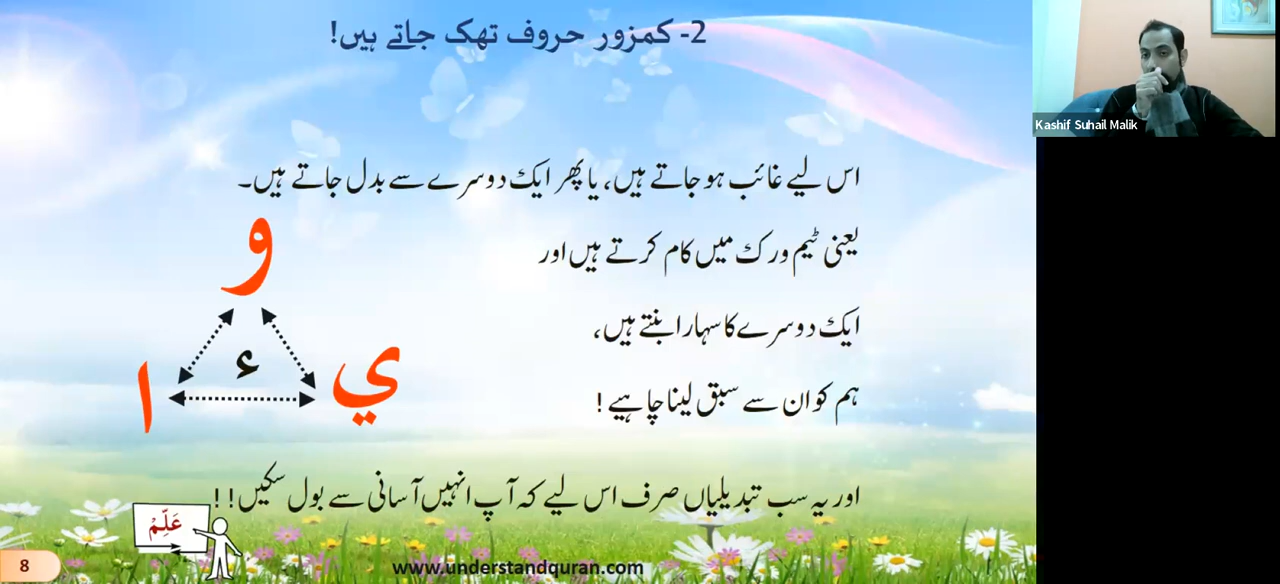 2- کمزور حروف تھک جاتے ہیں!
Kashif Suhail Malik
اس لیے غائب ہو جاتے ہیں، یا پھر ایک دوسرے سے بدل جاتے ہیں۔
یعنی ٹیم ورک میں کام کرتے ہیں اور
ایک دوسرے کا سہارا بنتے ہیں،
ہم کو ان سے سبق لینا چاہیے !
و
ء
ا
ي
اور یہ سب تبدیلیاں صرف اس لیے کہ آپ انہیں آسانی سے بول سکیں!!
عَلِّمْ
8
www.understandquran.com